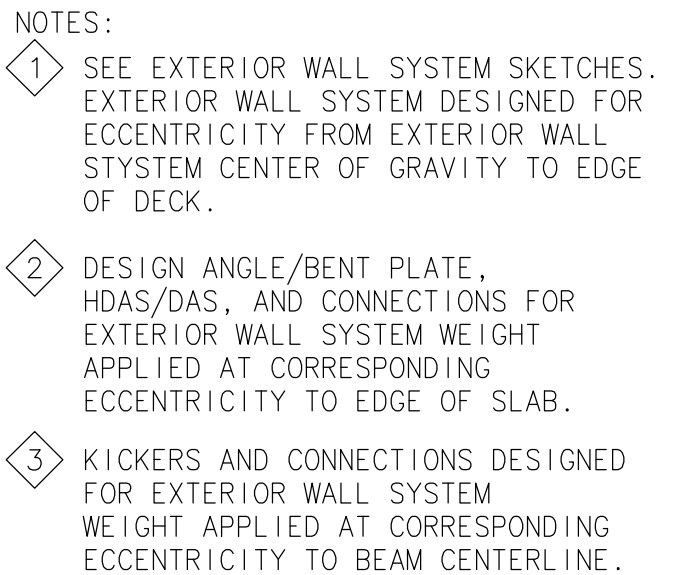 NOTES:
1 SEE EXTERIOR WALL SYSTEM SKETCHES.
EXTERIOR WALL SYSTEM DESIGNED FOR
ECCENTRICITY FROM EXTERIOR WALL
STYSTEM CENTER OF GRAVITY TO EDGE
OF DECK.
2 DESIGN ANGLE/BENT PLATE,
HDAS/DAS, AND CONNECTIONS FOR
EXTERIOR WALL SYSTEM WEIGHT
APPLIED AT CORRESPONDING
ECCENTRICITY TO EDGE OF SLAB.
3 KICKERS AND CONNECTIONS DESIGNED
FOR EXTERIOR WALL SYSTEM
WEIGHT APPLIED AT CORRESPONDING
ECCENTRICITY TO BEAM CENTERLINE.